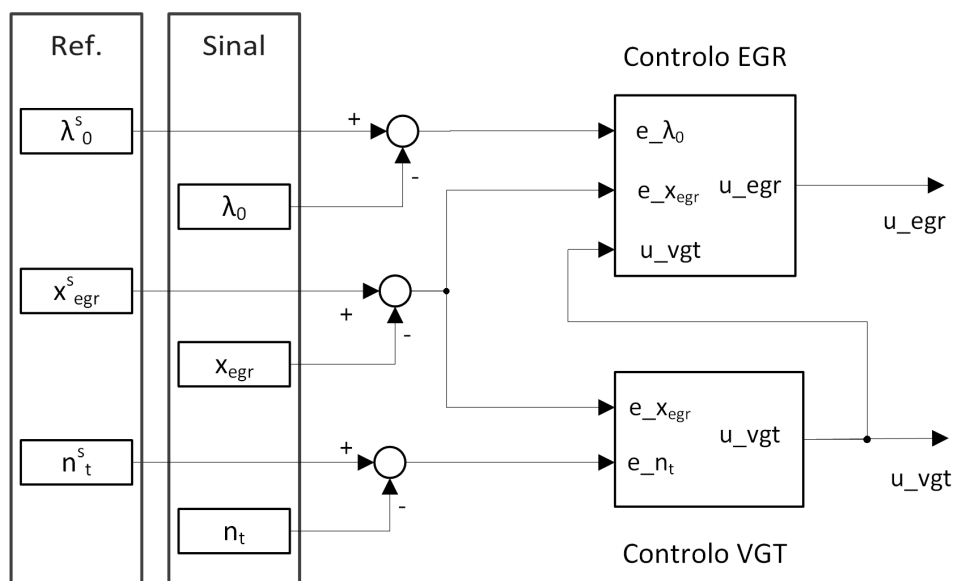 Ref.
Sinal
Controlo EGR
λˢ₀
+
-
λ₀
e_λ₀
e_xₑgᵣ
u_vgt
u_egr
u_egr
xˢₑgᵣ
+
-
xₑgᵣ
nˢₜ
+
-
nₜ
e_xₑgᵣ
e_nₜ
u_vgt
u_vgt
Controlo VGT